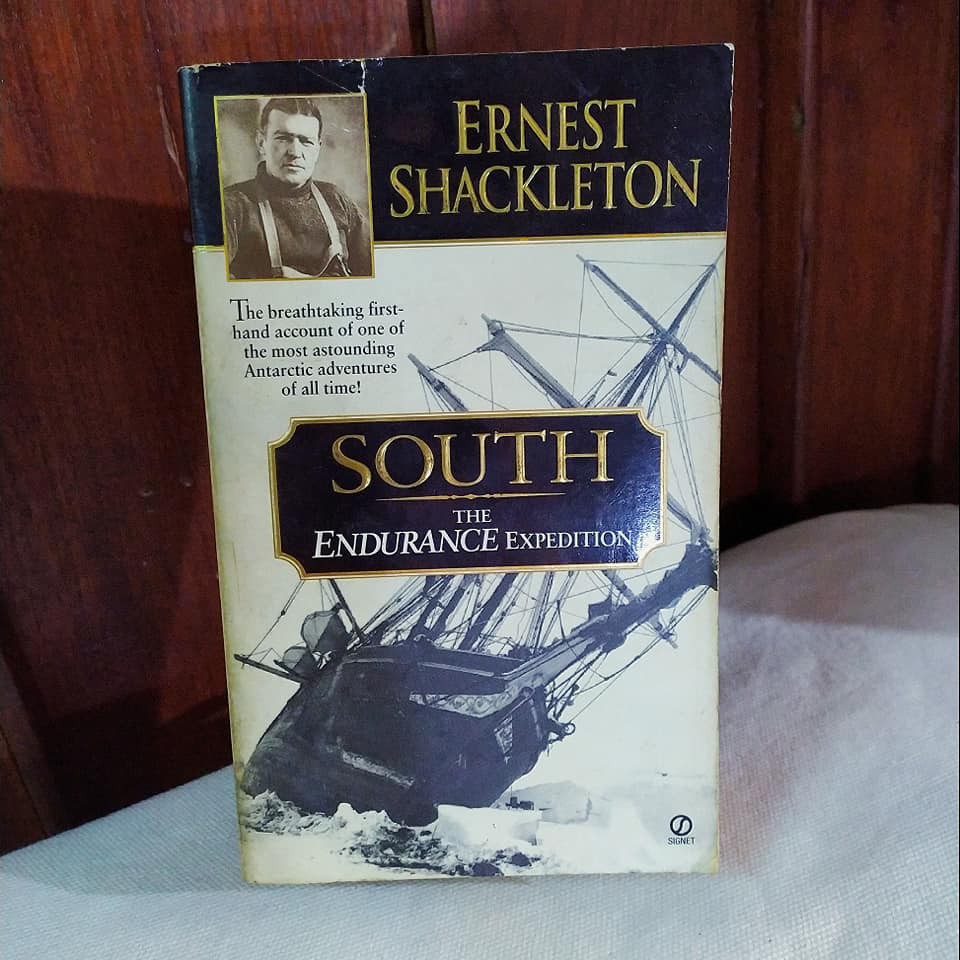 ERNEST
SHACKLETON
The breathtaking first-
hand account of one of
the most astounding
Antarctic adventures
of all time!
SOUTH
THE
ENDURANCE EXPEDITION
SIGNET